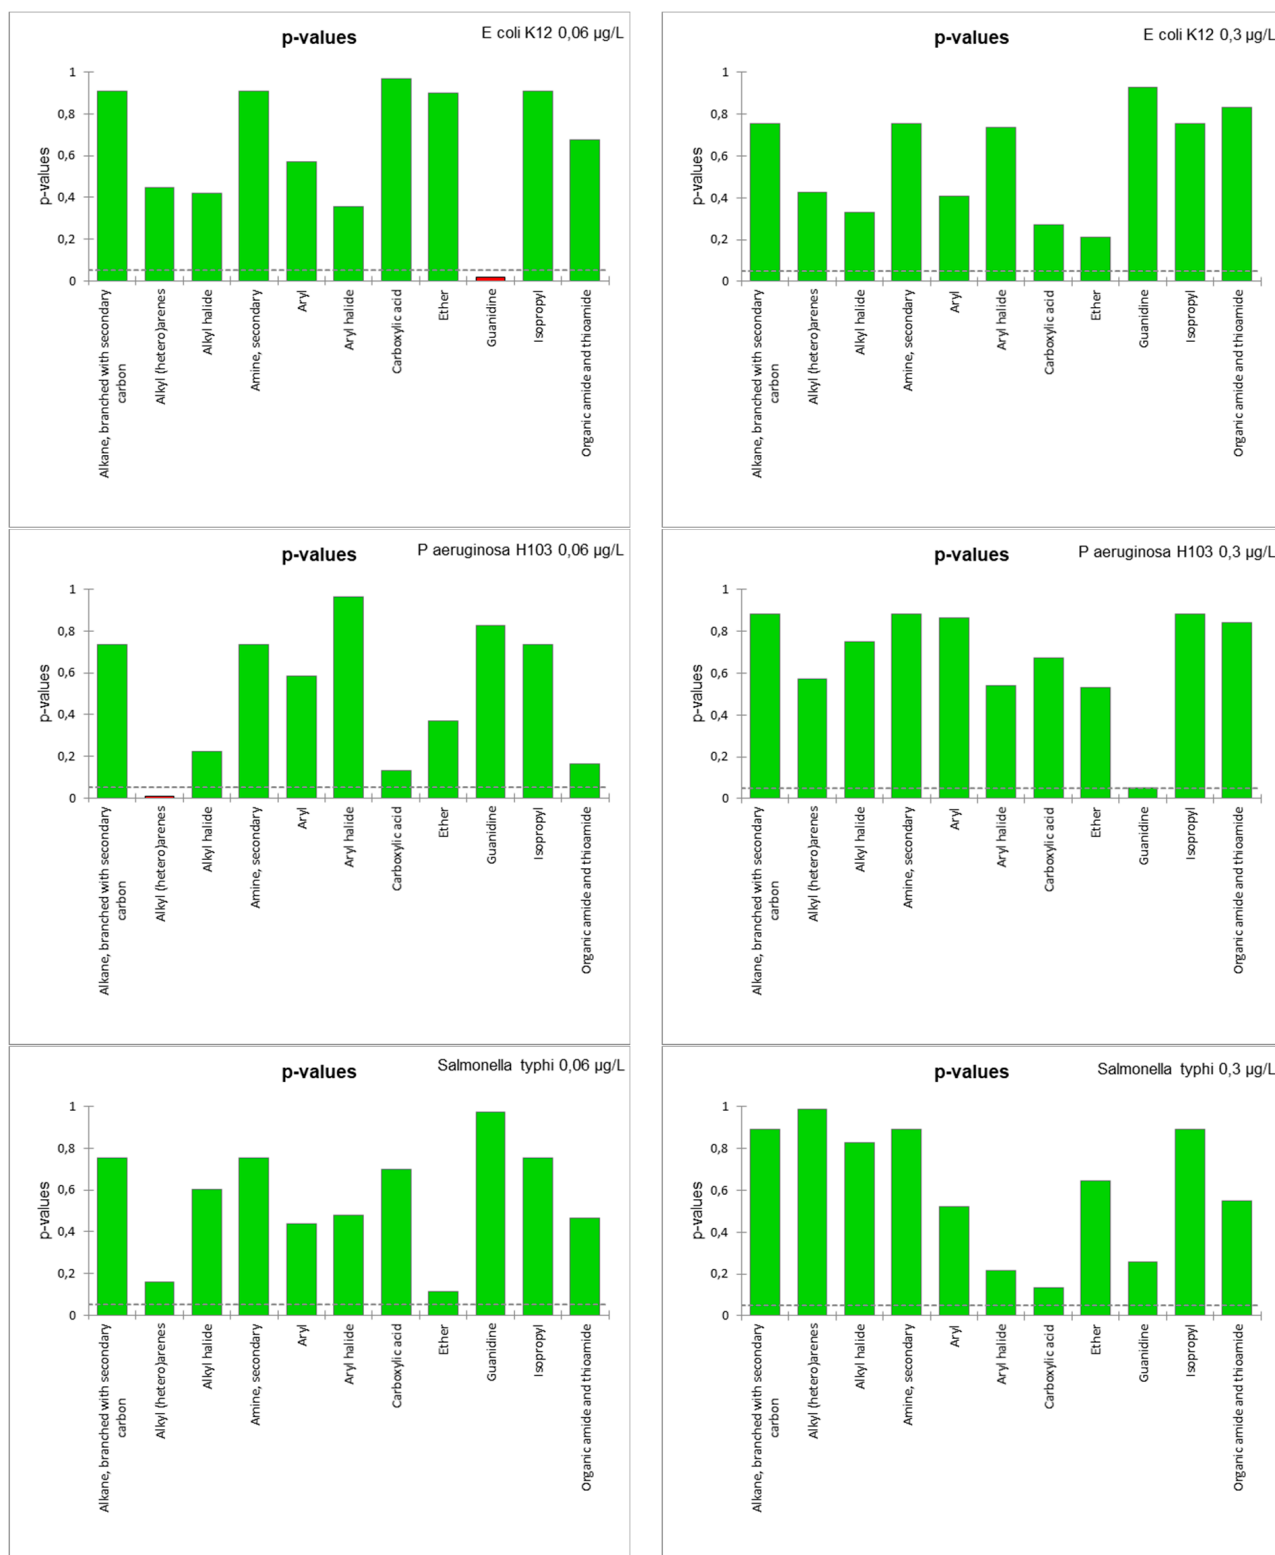 p-values
E coli K12 0,06 µg/L
p-values
1
0,8
0,6
0,4
0,2
0
Alkane, branched with secondary
carbon
Alkyl (hetero)arenes
Alkyl halide
Amine, secondary
Aryl
Aryl halide
Carboxylic acid
Ether
Guanidine
Isopropyl
Organic amide and thioamide
p-values
E coli K12 0,3 µg/L
p-values
1
0,8
0,6
0,4
0,2
0
Alkane, branched with secondary
carbon
Alkyl (hetero)arenes
Alkyl halide
Amine, secondary
Aryl
Aryl halide
Carboxylic acid
Ether
Guanidine
Isopropyl
Organic amide and thioamide
p-values
P aeruginosa H103 0,06 µg/L
p-values
1
0,8
0,6
0,4
0,2
0
Alkane, branched with secondary
carbon
Alkyl (hetero)arenes
Alkyl halide
Amine, secondary
Aryl
Aryl halide
Carboxylic acid
Ether
Guanidine
Isopropyl
Organic amide and thioamide
p-values
P aeruginosa H103 0,3 µg/L
p-values
1
0,8
0,6
0,4
0,2
0
Alkane, branched with secondary
carbon
Alkyl (hetero)arenes
Alkyl halide
Amine, secondary
Aryl
Aryl halide
Carboxylic acid
Ether
Guanidine
Isopropyl
Organic amide and thioamide
p-values
Salmonella typhi 0,06 µg/L
p-values
1
0,8
0,6
0,4
0,2
0
Alkane, branched with secondary
carbon
Alkyl (hetero)arenes
Alkyl halide
Amine, secondary
Aryl
Aryl halide
Carboxylic acid
Ether
Guanidine
Isopropyl
Organic amide and thioamide
p-values
Salmonella typhi 0,3 µg/L
p-values
1
0,8
0,6
0,4
0,2
0
Alkane, branched with secondary
carbon
Alkyl (hetero)arenes
Alkyl halide
Amine, secondary
Aryl
Aryl halide
Carboxylic acid
Ether
Guanidine
Isopropyl
Organic amide and thioamide